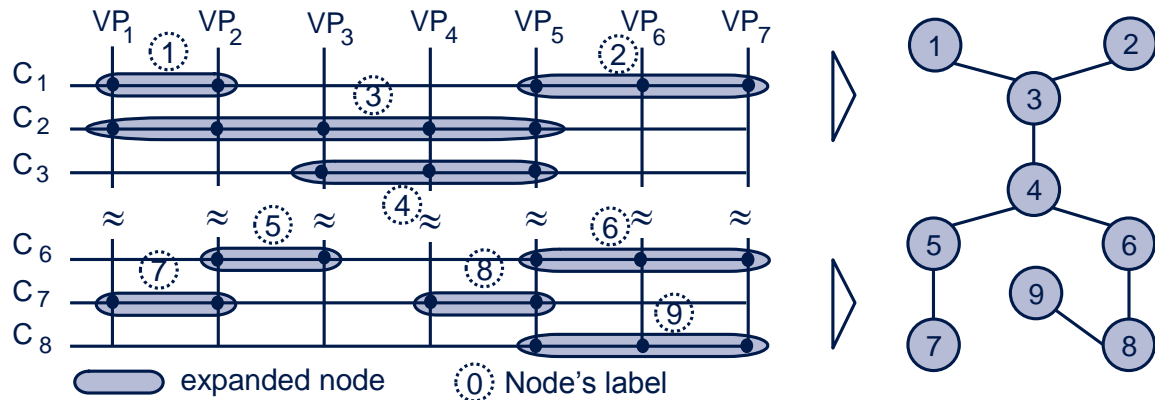 VP1 VP2 VP3 VP4 VP5 VP6 VP7
1 2
C1
3
C2
C3
4
≈ ≈ ≈ ≈ ≈ ≈ ≈
5 6
C6
7 8
C7
9
C8
expanded node 0 Node's label
1 2
3
4
5 6
9
7 8